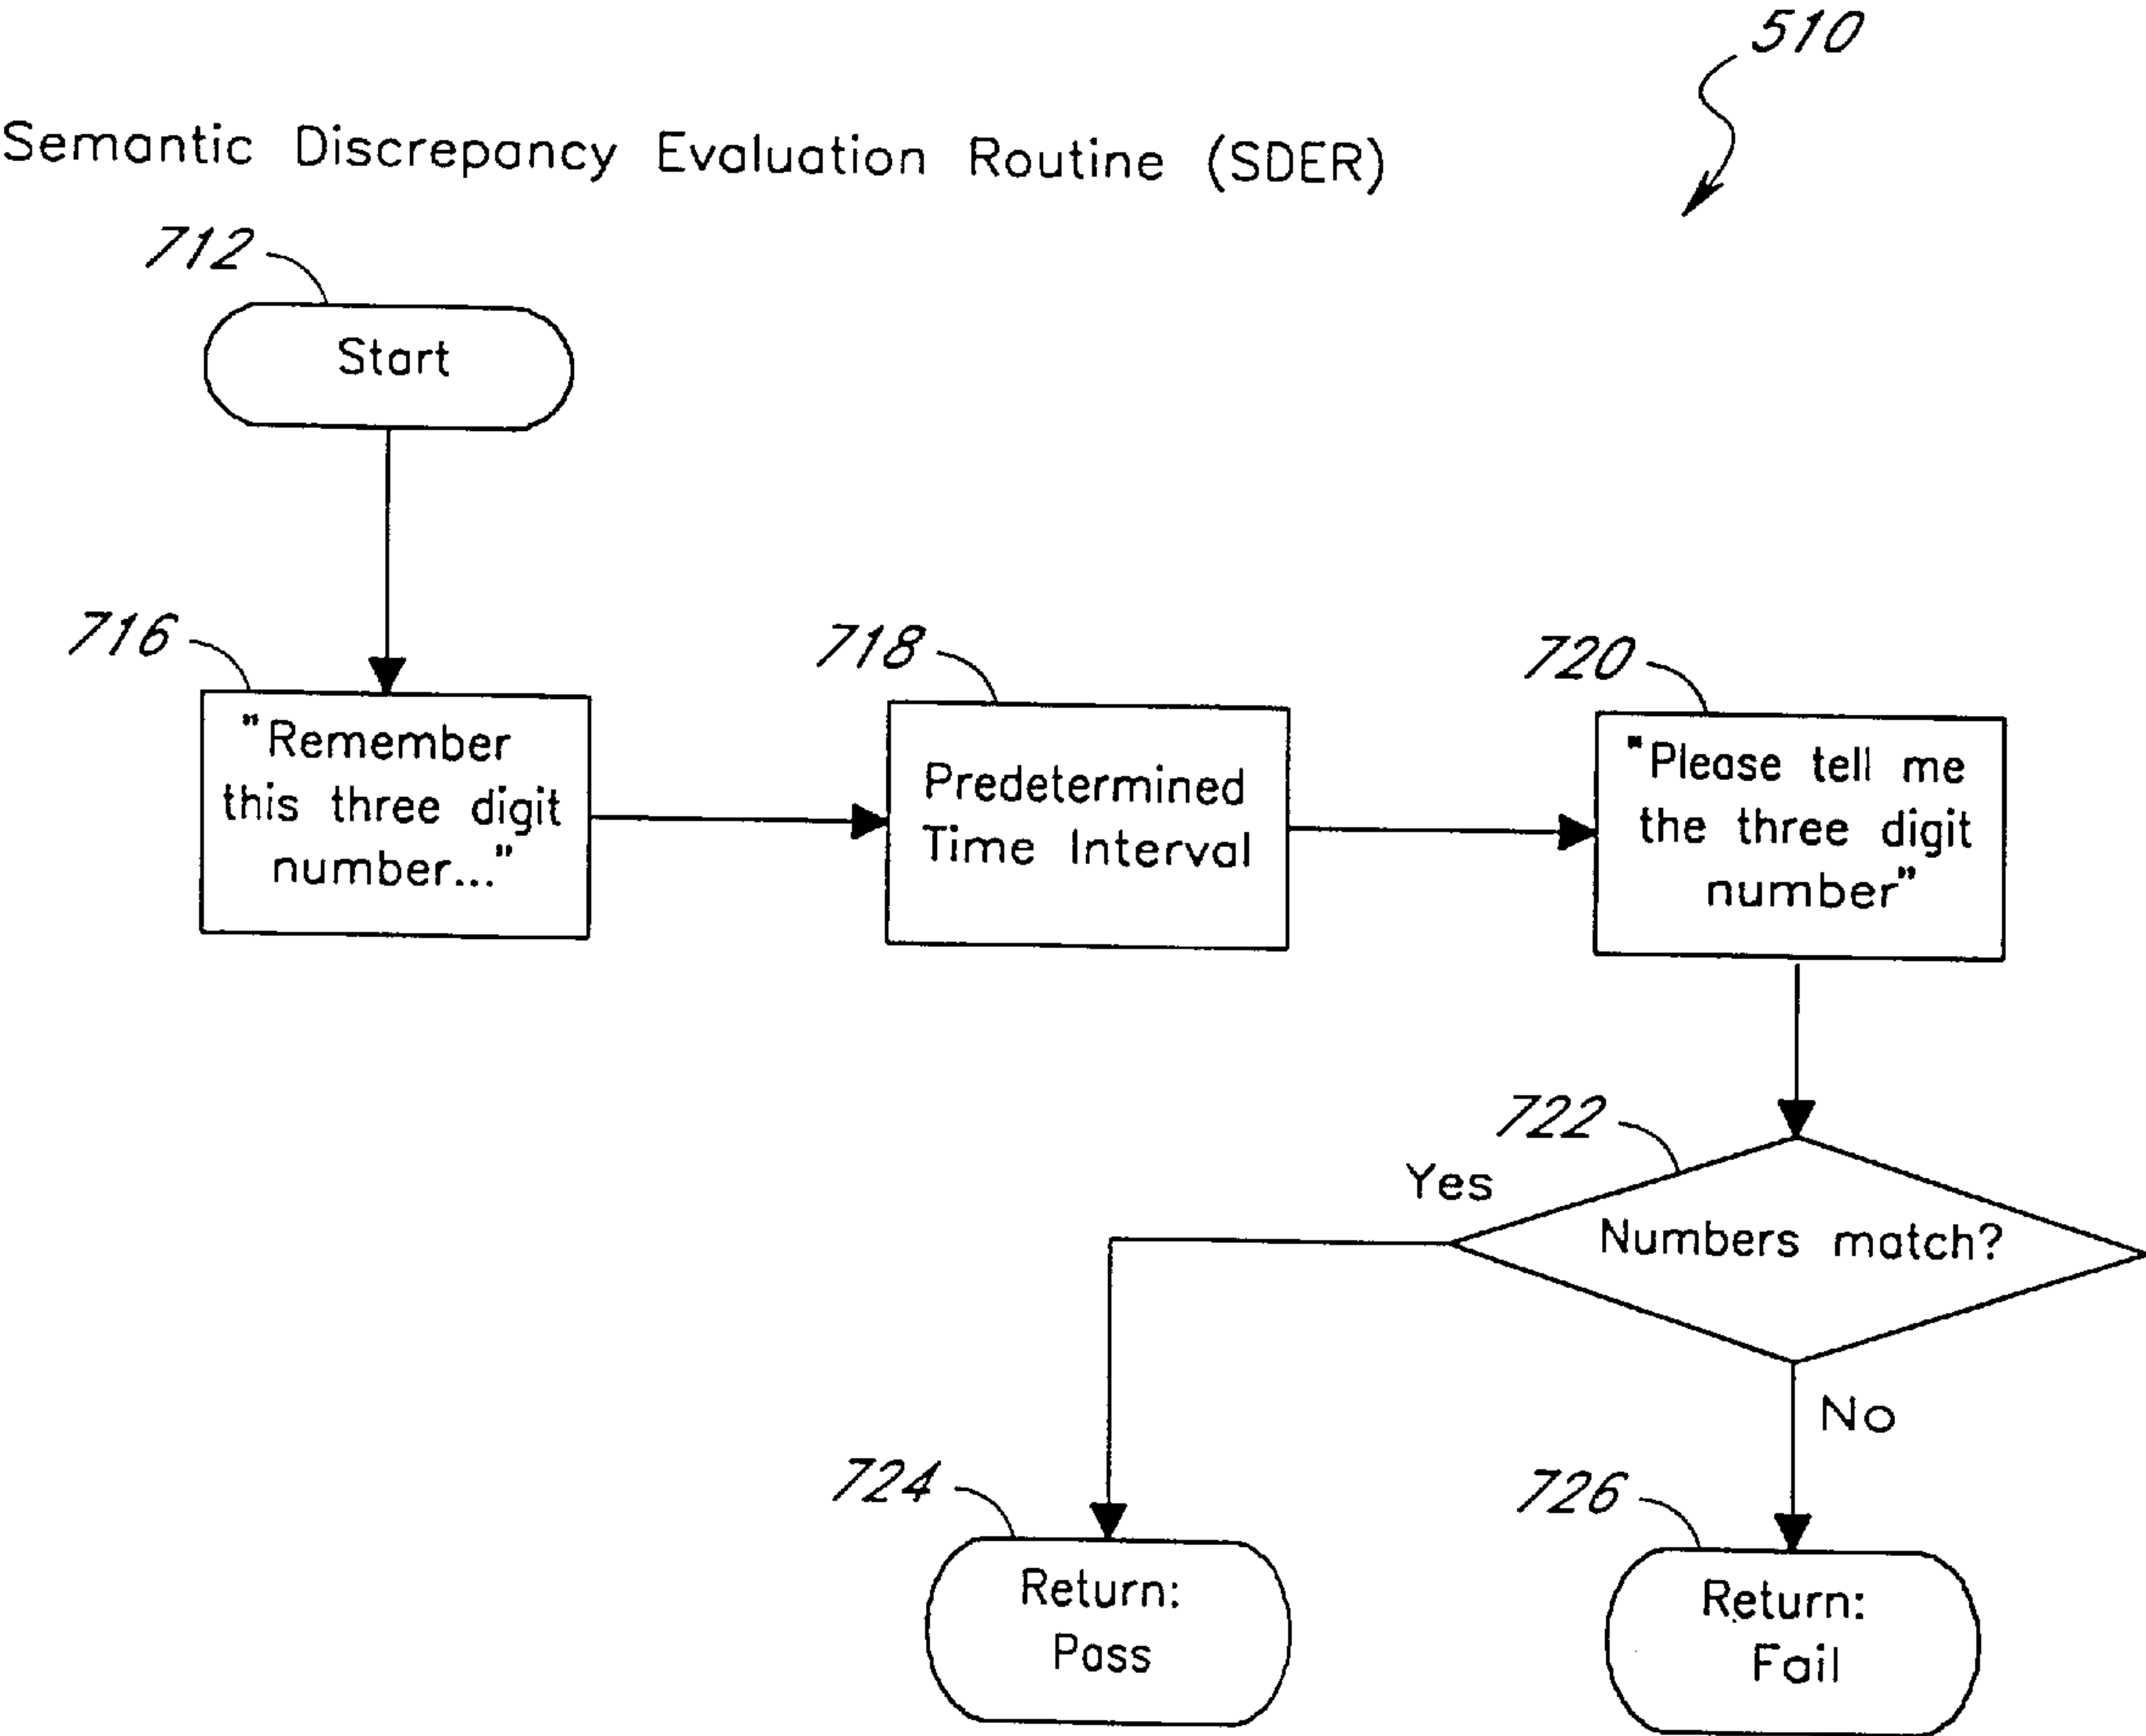 510
Semantic Discrepancy Evaluation Routine (SDER)
712
Start
716
"Remember
this three digit
number..."
718
Predetermined
Time Interval
720
"Please tell me
the three digit
number"
722
Yes
Numbers match?
No
724
Return:
Pass
726
Return:
Fail